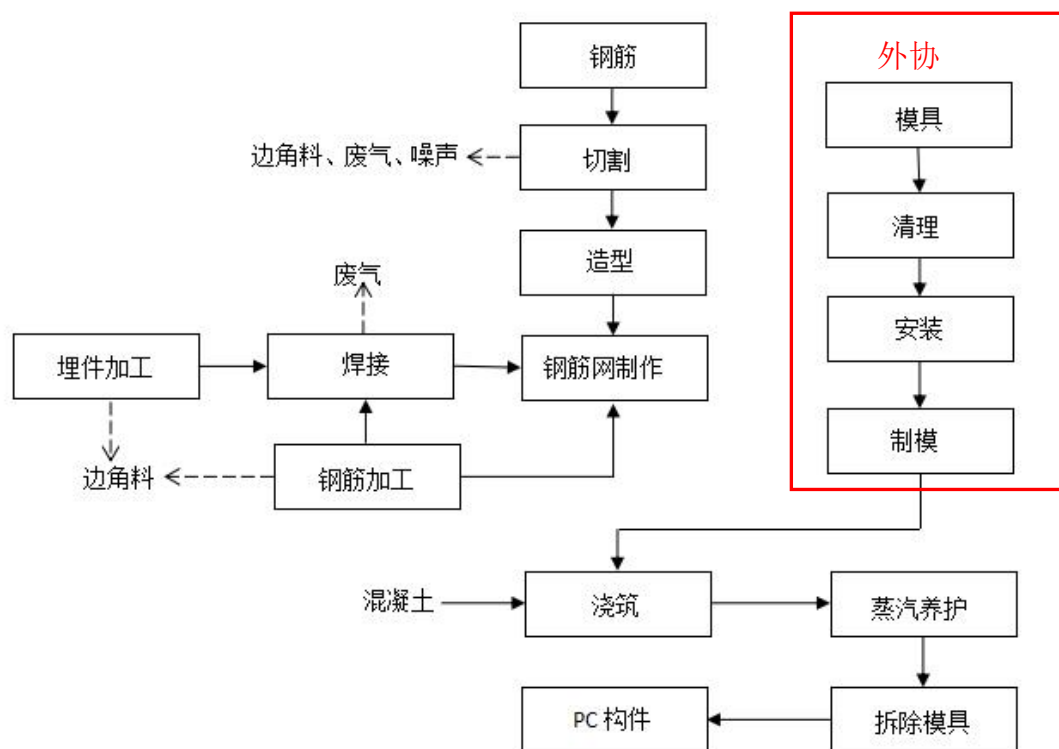 钢筋
外协
模具
边角料、废气、噪声
切割
清理
造型
废气
安装
埋件加工
焊接
钢筋网制作
制模
边角料
钢筋加工
混凝土
浇筑
蒸汽养护
PC 构件
拆除模具